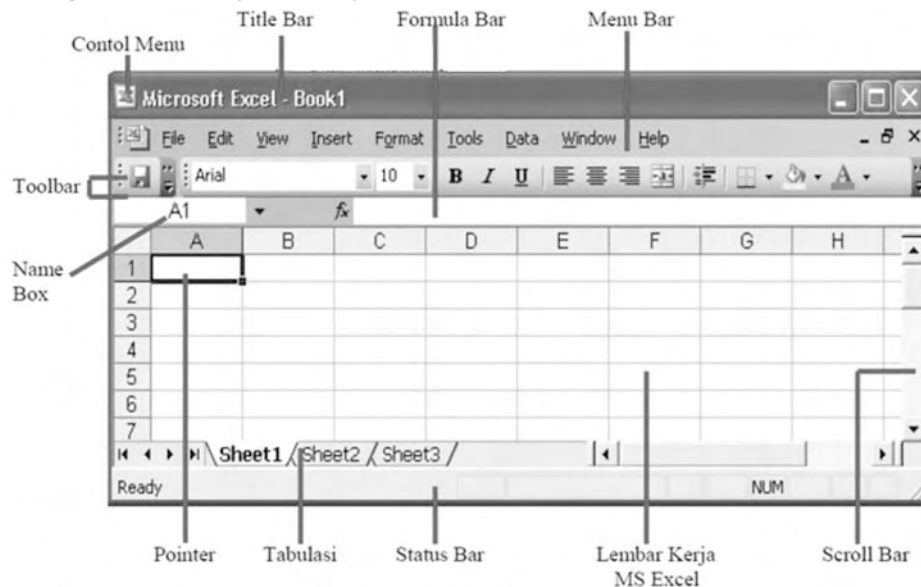 Title Bar Formula Bar Menu Bar
Contol Menu
Microsoft Excel - Book1
File Edit View Insert Format Tools Data Window Help
Toolbar
Arial 10 B I U A
A1 fx
A B C D E F G H
Name
Box
1
2
3
4
5
6
7
Sheet1 Sheet2 Sheet3
Ready NUM
Pointer Tabulasi Status Bar Lembar Kerja
MS Excel Scroll Bar